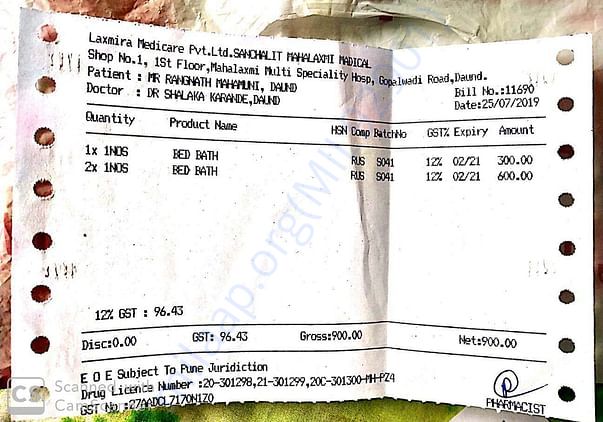 Laxmira Medicare Pvt.Ltd.SANCHALIT MAHALAXMI MADICAL
Shop No.1, 1St Floor,Mahalaxmi Multi Speciality Hosp, Gopalwadi Road,Daund.
Patient : MR RANGNATH MAHAMUNI, DAUND
Bill No.:11690
Doctor : DR SHALAKA KARANDE,DAUND
Date:25/07/2019
Quantity Product Name HSN Comp BatchNo GST% Expiry Amount
1x 1NOS BED BATH RUS S041 12% 02/21 300.00
2x 1NOS BED BATH RUS S041 12% 02/21 600.00
12% GST : 96.43
Disc:0.00 GST: 96.43 Gross:900.00 Net:900.00
E O E Subject To Pune Juridiction
Drug Licence Number :20-301298,21-301299,20C-301300-MH-PZ4
GST No :27AADCL7170N1Z0
PHARMACIST
CS Scanned with